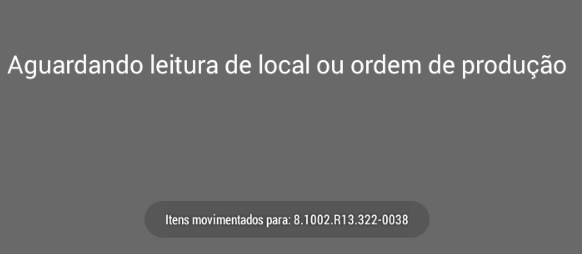 Aguardando leitura de local ou ordem de produção
Itens movimentados para: 8.1002.R13.322-0038